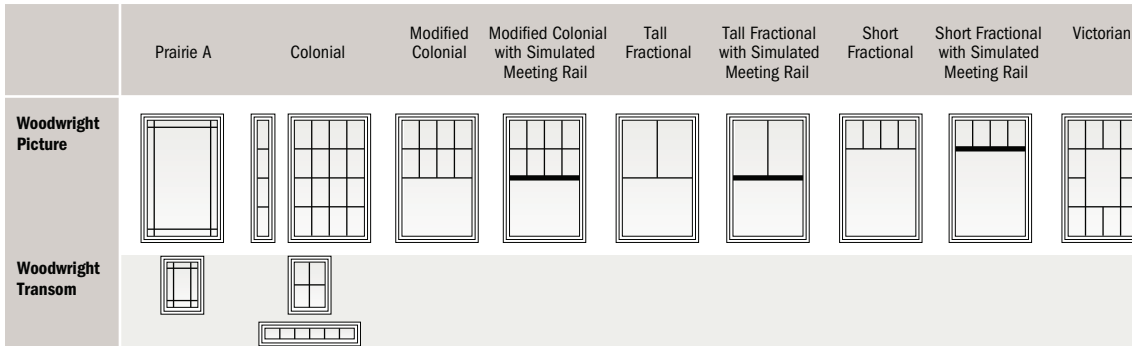 Prairie A
Colonial
Modified
Colonial
Modified Colonial
with Simulated
Meeting Rail
Tall
Fractional
Tall Fractional
with Simulated
Meeting Rail
Short
Fractional
Short Fractional
with Simulated
Meeting Rail
Victorian
Woodwright
Picture
Woodwright
Transom